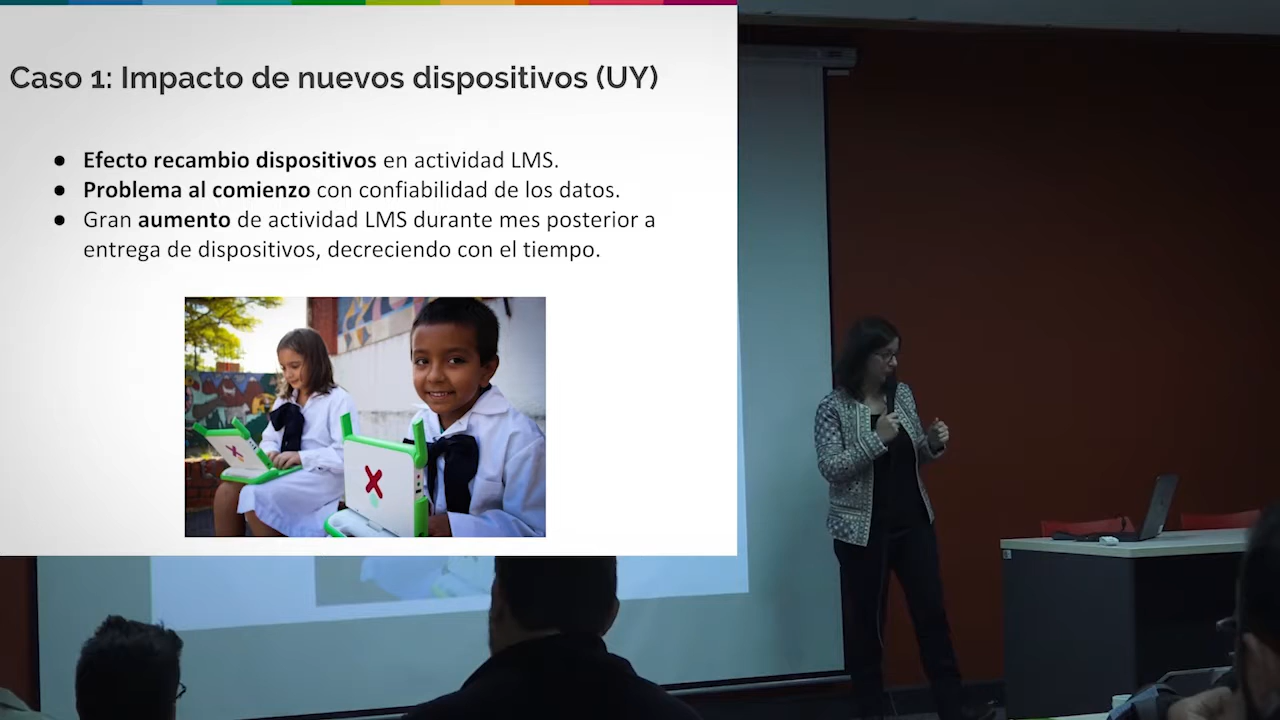 Caso 1: Impacto de nuevos dispositivos (UY)
● Efecto recambio dispositivos en actividad LMS.
● Problema al comienzo con confiabilidad de los datos.
● Gran aumento de actividad LMS durante mes posterior a
entrega de dispositivos, decreciendo con el tiempo.